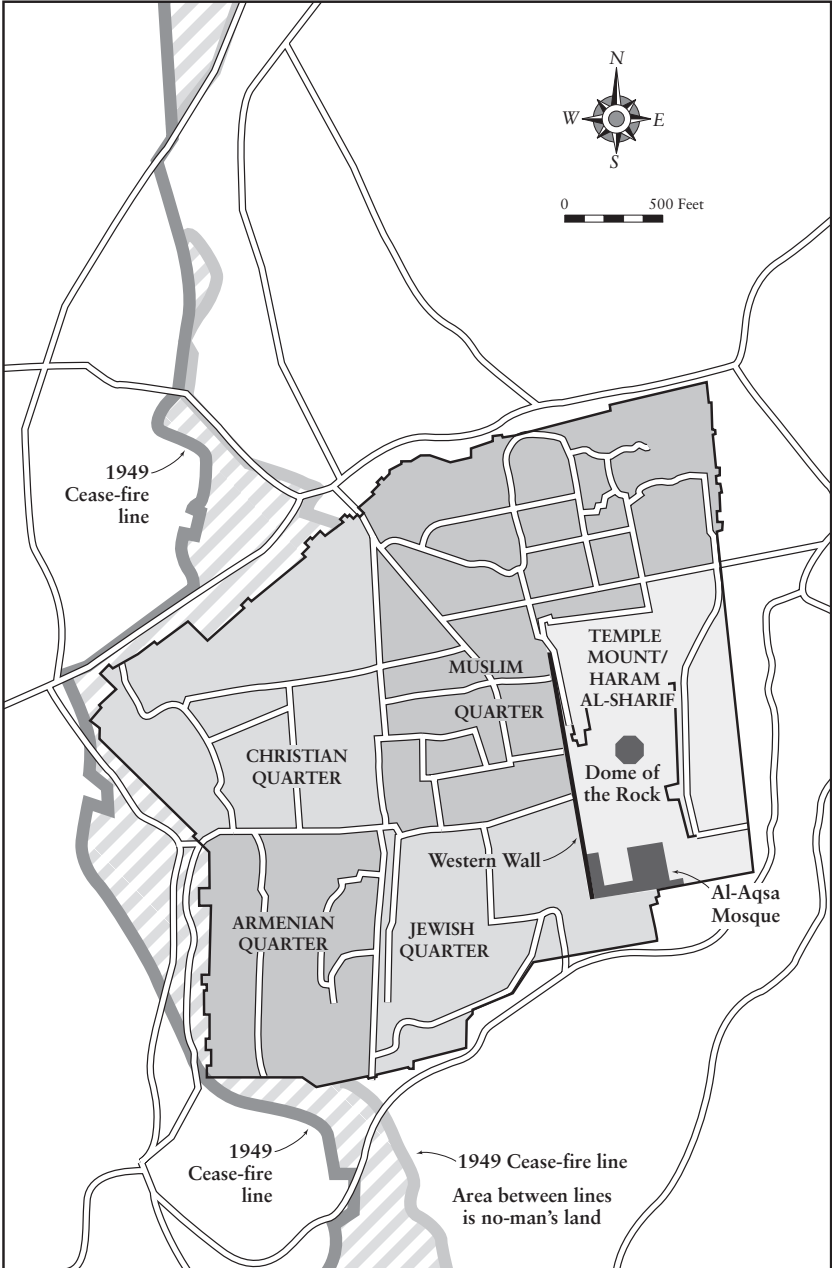 N
W E
S
0 500 Feet
1949
Cease-fire
line
TEMPLE
MOUNT/
HARAM
AL-SHARIF
MUSLIM
QUARTER
CHRISTIAN
QUARTER
Dome of
the Rock
Western Wall
Al-Aqsa
Mosque
ARMENIAN
QUARTER
JEWISH
QUARTER
1949
Cease-fire
line
1949 Cease-fire line
Area between lines
is no-man's land